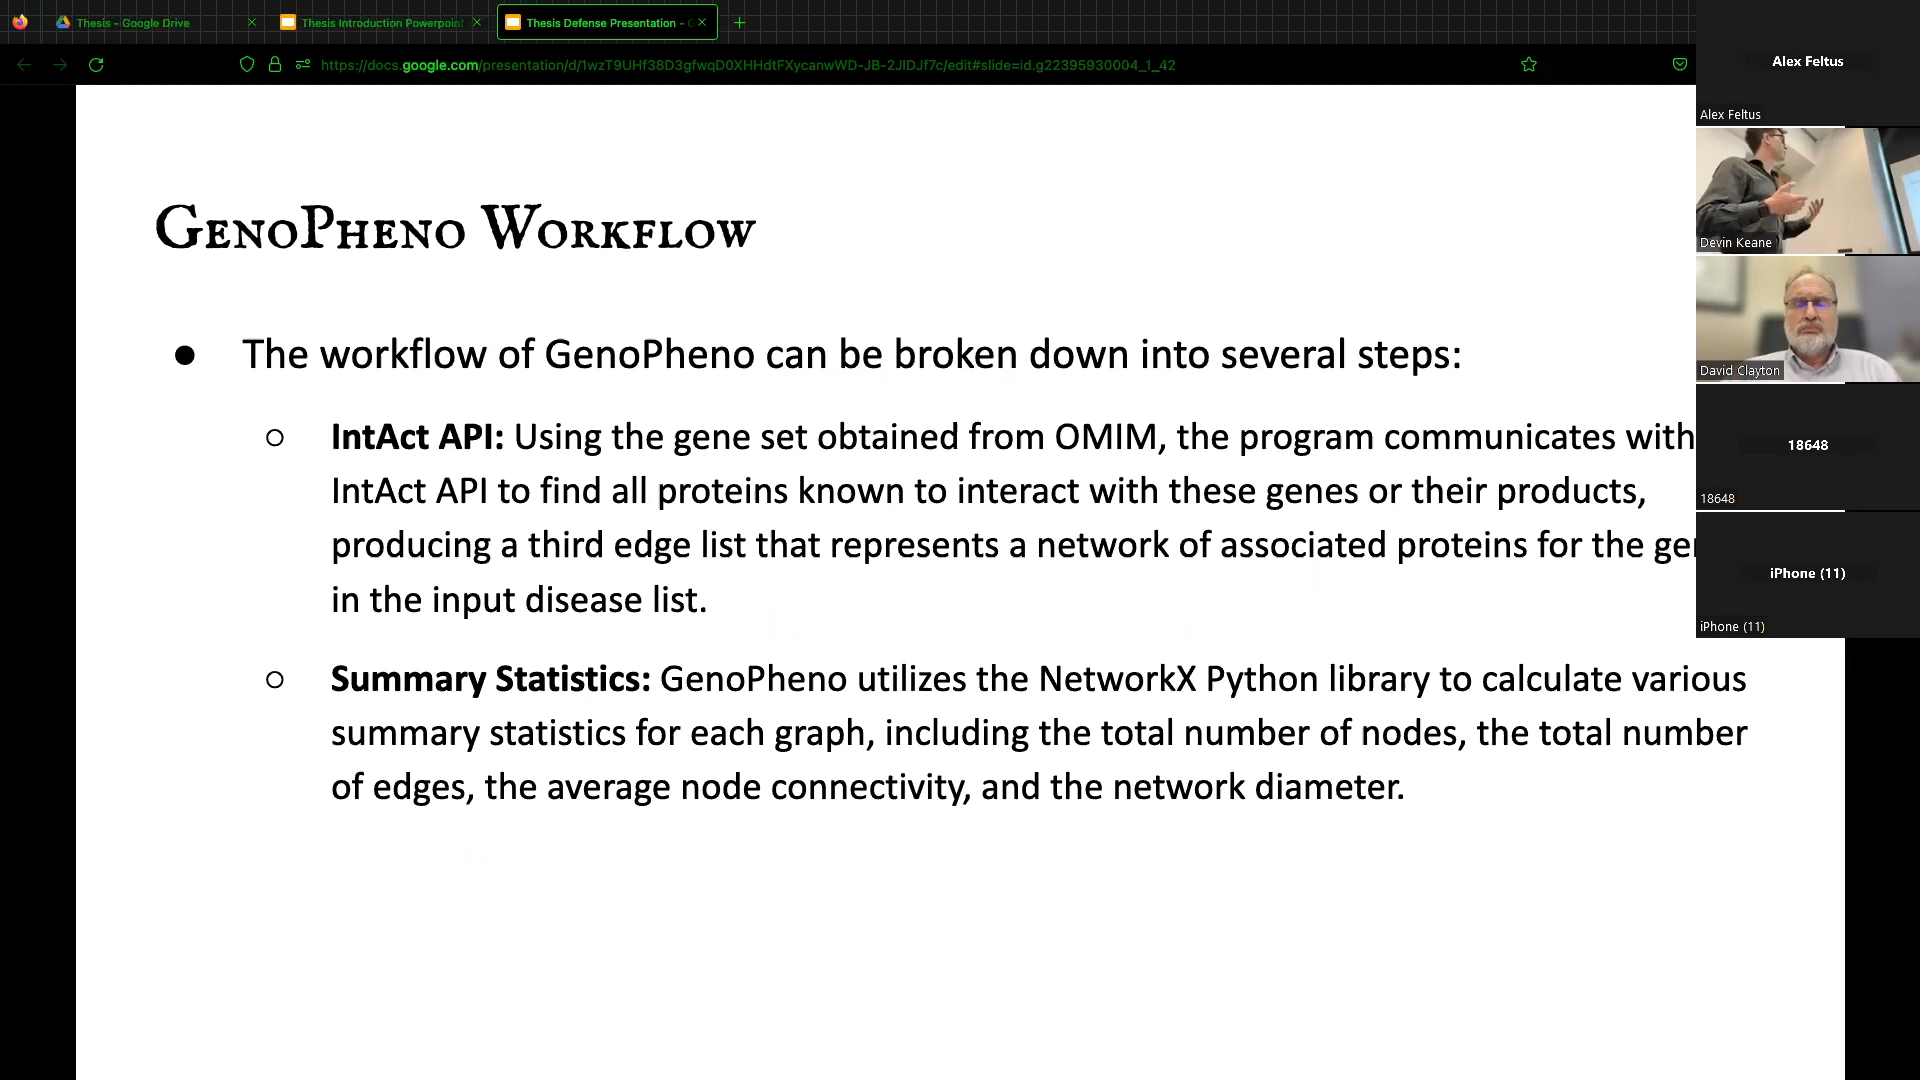 Thesis - Google Drive
Thesis Introduction Powerpoint
Thesis Defense Presentation -
https://docs.google.com/presentation/d/1wzT9UHf38D3gfwqD0XHHdtFXycanwWD-JB-2JIDJf7c/edit#slide=id.g22395930004_1_42
GenoPheno Workflow
● The workflow of GenoPheno can be broken down into several steps:
○ IntAct API: Using the gene set obtained from OMIM, the program communicates with
IntAct API to find all proteins known to interact with these genes or their products,
producing a third edge list that represents a network of associated proteins for the
in the input disease list.
○ Summary Statistics: GenoPheno utilizes the NetworkX Python library to calculate various
summary statistics for each graph, including the total number of nodes, the total number
of edges, the average node connectivity, and the network diameter.
Alex Feltus
Alex Feltus
Devin Keane
David Clayton
18648
18648
iPhone (11)
iPhone (11)